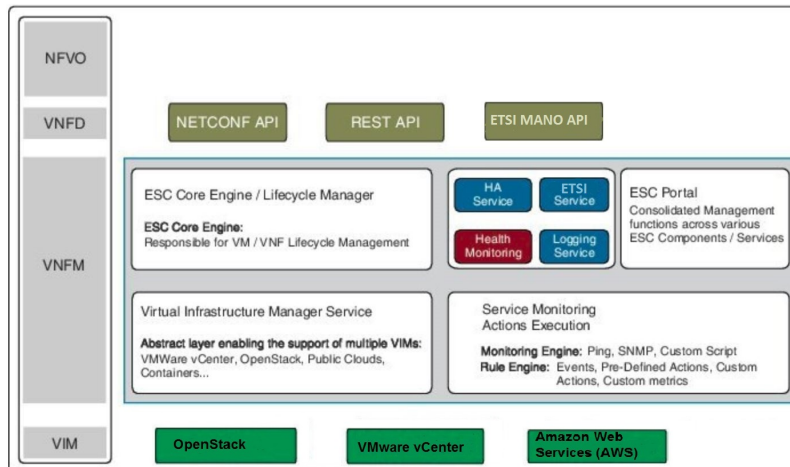 NFVO
VNFD
NETCONF API
REST API
ETSI MANO API
VNFM
ESC Core Engine / Lifecycle Manager
ESC Core Engine:
Responsible for VM / VNF Lifecycle Management
HA
Service
ETSI
Service
Health
Monitoring
Logging
Service
ESC Portal
Consolidated Management
functions across various
ESC Components / Services
Virtual Infrastructure Manager Service
Abstract layer enabling the support of multiple VIMs:
VMWare vCenter, OpenStack, Public Clouds,
Containers...
Service Monitoring
Actions Execution
Monitoring Engine: Ping, SNMP, Custom Script
Rule Engine: Events, Pre-Defined Actions, Custom
Actions, Custom metrics
VIM
OpenStack
VMware vCenter
Amazon Web
Services (AWS)